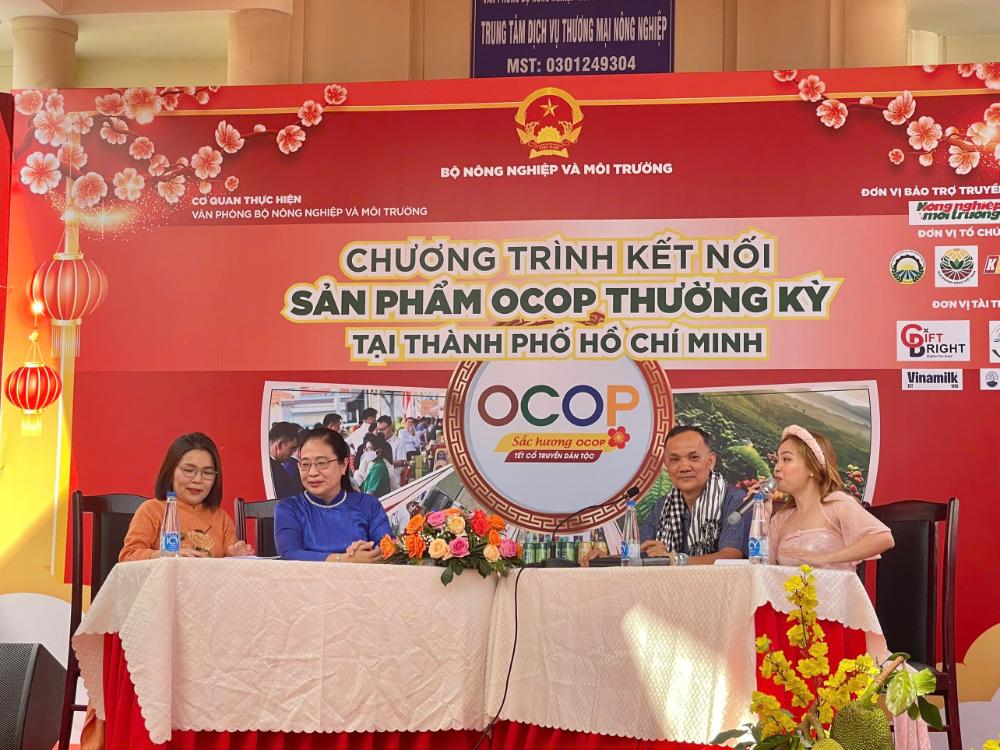 TRUNG TÂM DỊCH VỤ THƯƠNG MẠI NÔNG NGHIỆP
MST: 0301249304
VIỆT NAM
BỘ NÔNG NGHIỆP VÀ MÔI TRƯỜNG
CƠ QUAN THỰC HIỆN
VĂN PHÒNG BỘ NÔNG NGHIỆP VÀ MÔI TRƯỜNG
ĐƠN VỊ BẢO TRỢ TRUYỀ
Nông nghiệp
môi trường
ĐƠN VỊ TỔ CHỨ
ĐƠN VỊ TÀI TR
GIFT
BRIGHT
Vinamilk
CHƯƠNG TRÌNH KẾT NỐI
SẢN PHẨM OCOP THƯỜNG KỲ
TẠI THÀNH PHỐ HỒ CHÍ MINH
OCOP
Sắc hương OCOP
TẾT CỔ TRUYỀN DÂN TỘC